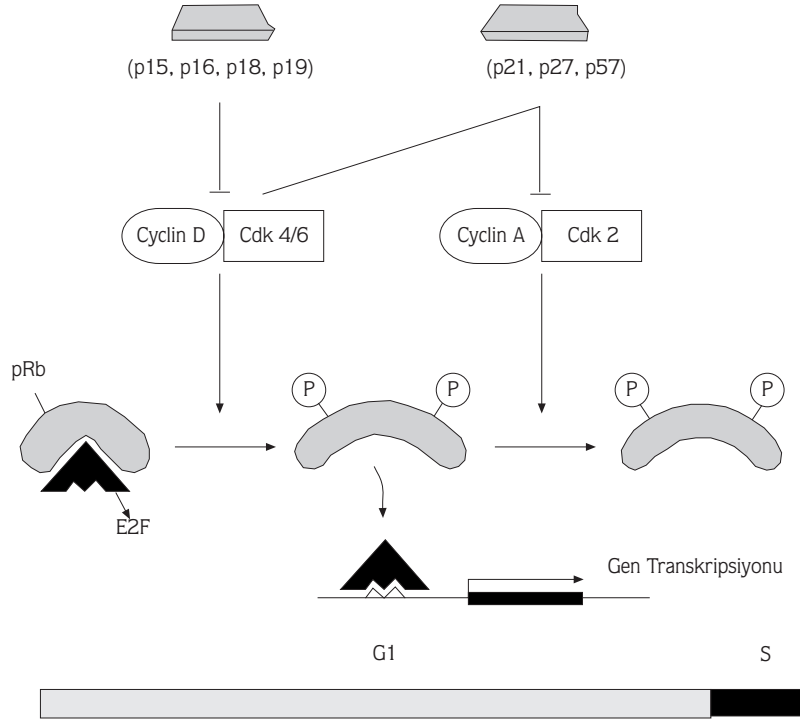 (p15, p16, p18, p19)
(p21, p27, p57)
Cyclin D
Cdk 4/6
Cyclin A
Cdk 2
pRb
P
P
P
P
E2F
Gen Transkripsiyonu
G1
S